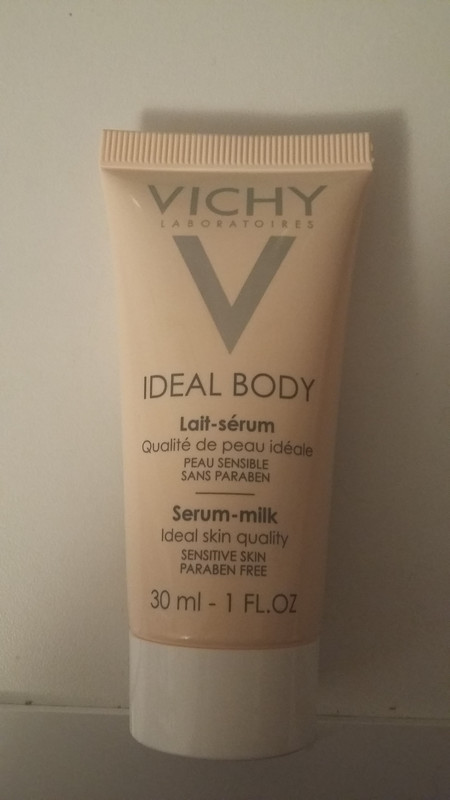 VICHY
LABORATOIRES
V
IDEAL BODY
Lait-sérum
Qualité de peau idéale
PEAU SENSIBLE
SANS PARABEN
Serum-milk
Ideal skin quality
SENSITIVE SKIN
PARABEN FREE
30 ml - 1 FL.OZ